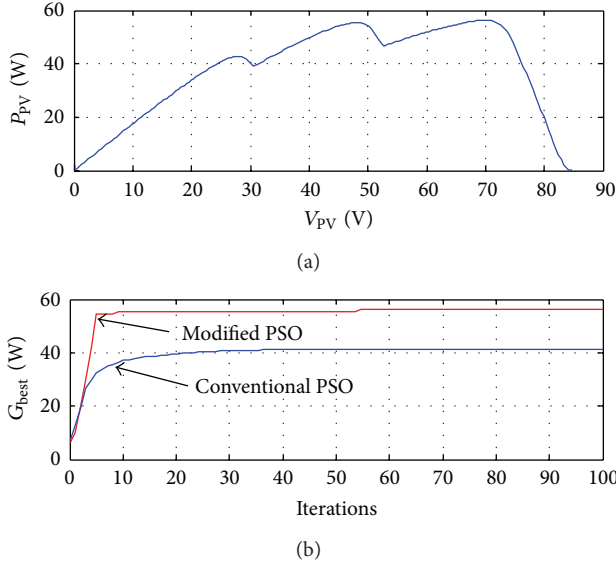 60
40
20
0
P_PV (W)
0 10 20 30 40 50 60 70 80 90
V_PV (V)
(a)
60
40
20
0
G_best (W)
Modified PSO
Conventional PSO
0 10 20 30 40 50 60 70 80 90 100
Iterations
(b)